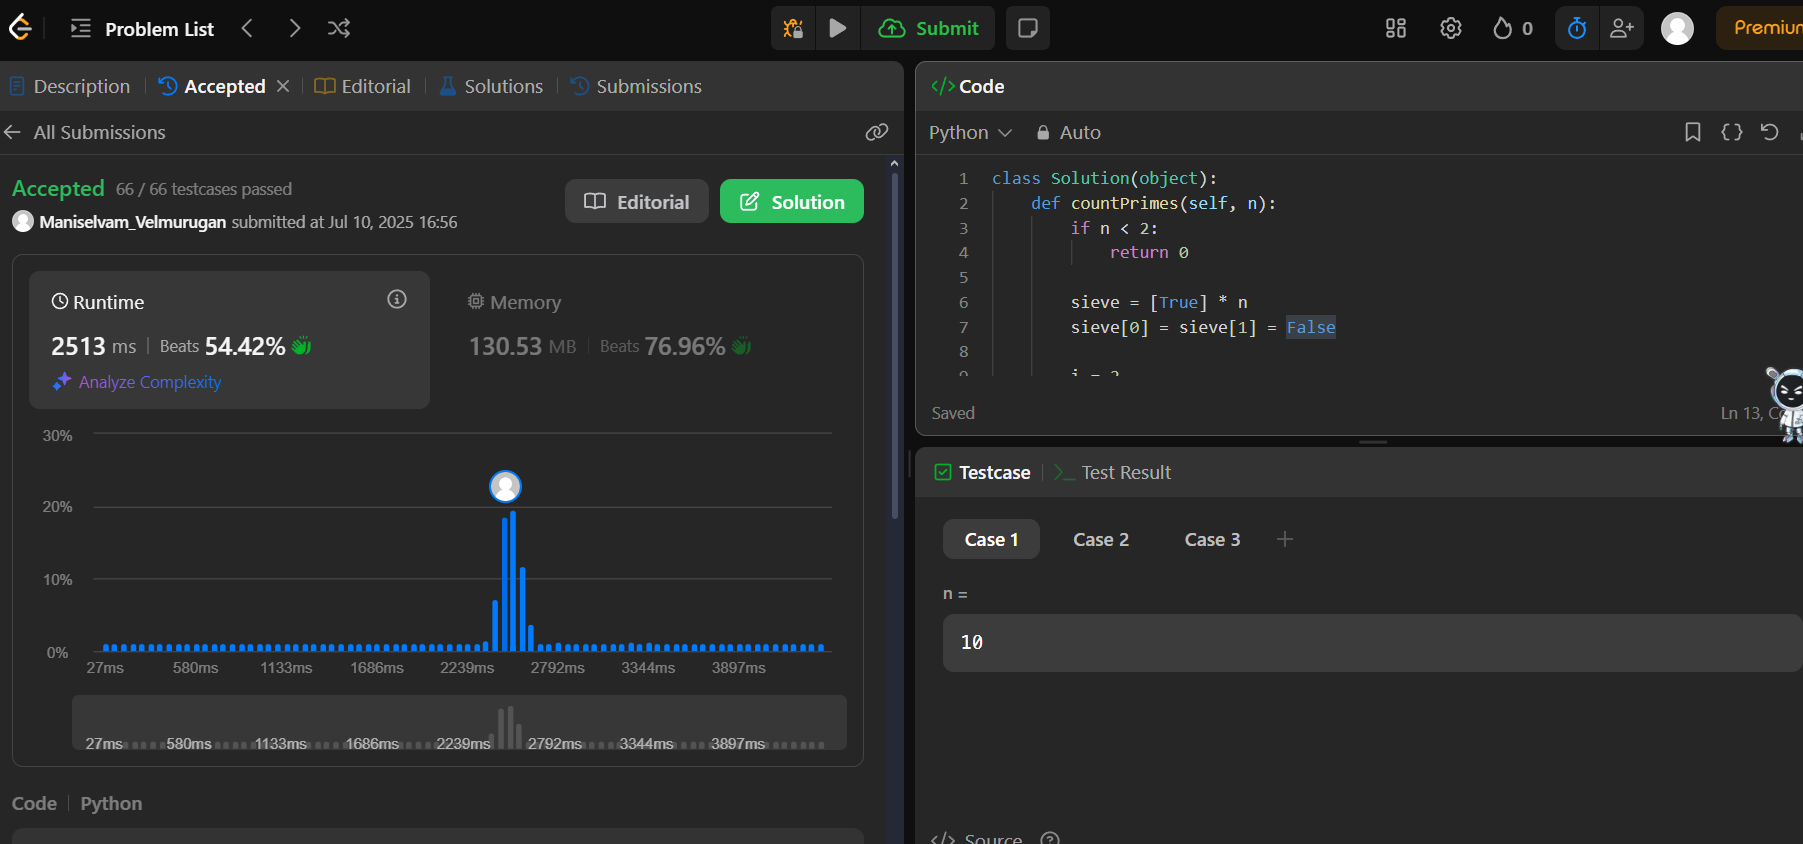 Problem List
Submit
0
Premium
Description
Accepted
Editorial
Solutions
Submissions
All Submissions
Accepted 66 / 66 testcases passed
Maniselvam_Velmurugan submitted at Jul 10, 2025 16:56
Editorial
Solution
Runtime
2513 ms | Beats 54.42%
Analyze Complexity
Memory
130.53 MB | Beats 76.96%
30%
20%
10%
0%
27ms 580ms 1133ms 1686ms 2239ms 2792ms 3344ms 3897ms
27ms 580ms 1133ms 1686ms 2239ms 2792ms 3344ms 3897ms
Code | Python
</> Code
Python
Auto
1 class Solution(object):
2 def countPrimes(self, n):
3 if n < 2:
4 return 0
5
6 sieve = [True] * n
7 sieve[0] = sieve[1] = False
8
9 i = 2
Saved
Ln 13,
Testcase
Test Result
Case 1
Case 2
Case 3
n =
10
</> Source